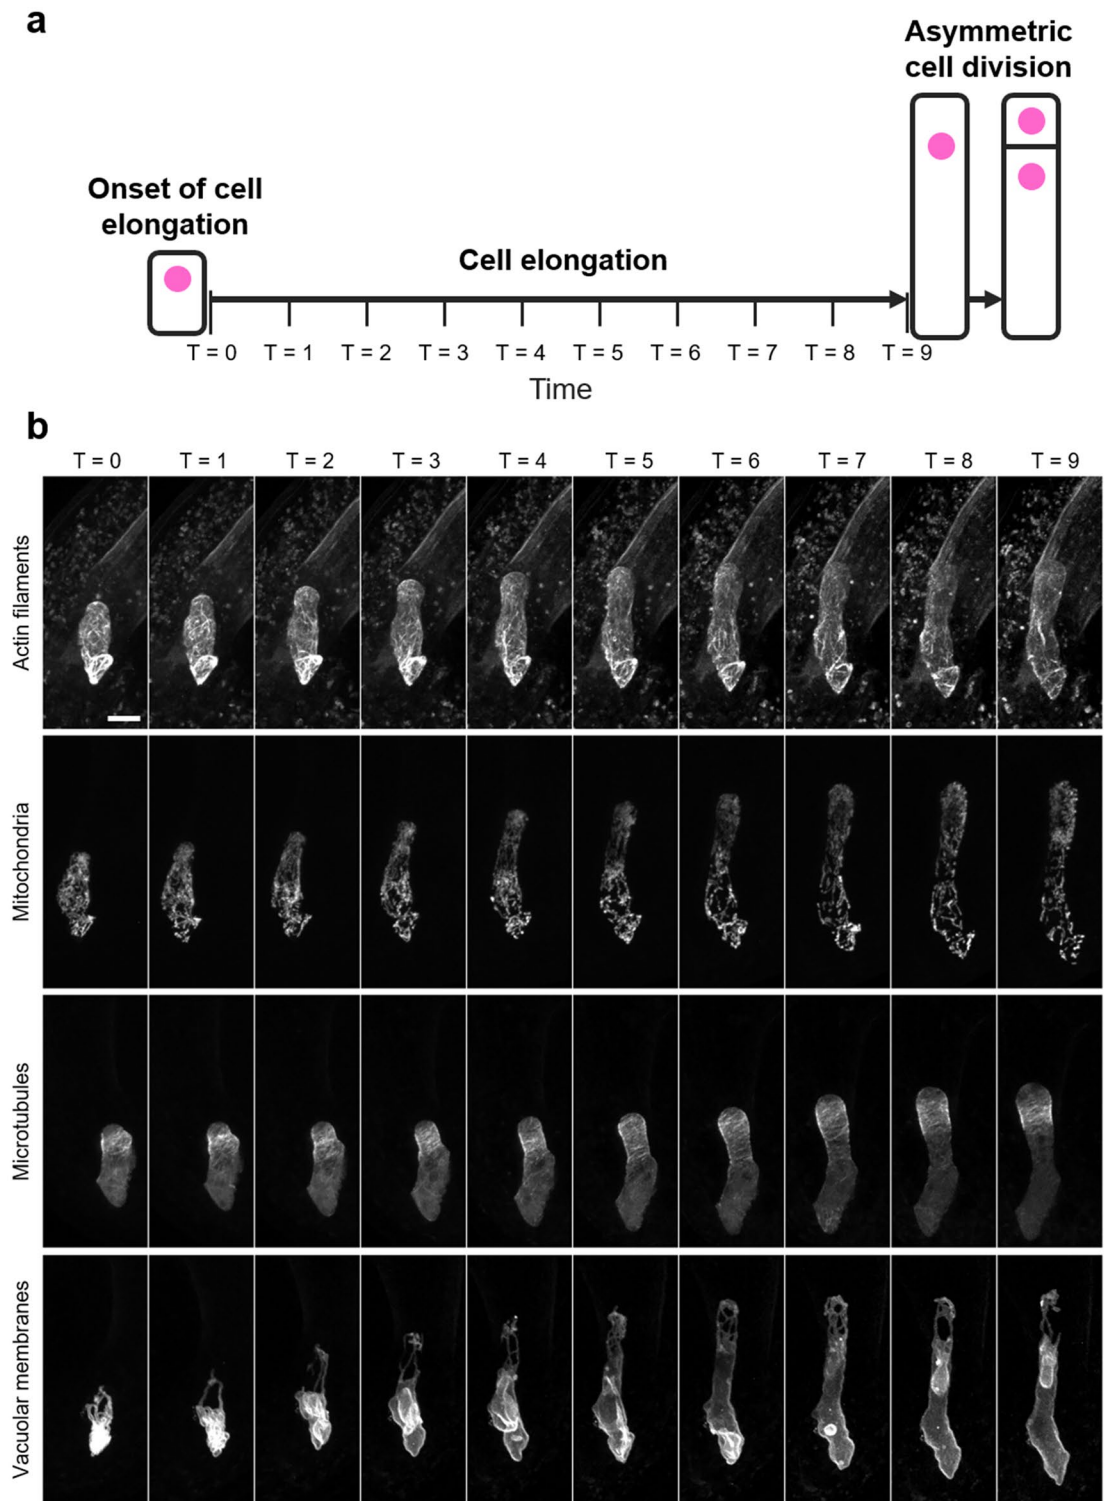 a
Asymmetric
cell division
Onset of cell
elongation
Cell elongation
T = 0 T = 1 T = 2 T = 3 T = 4 T = 5 T = 6 T = 7 T = 8 T = 9
Time
b
T = 0 T = 1 T = 2 T = 3 T = 4 T = 5 T = 6 T = 7 T = 8 T = 9
Actin filaments
Mitochondria
Microtubules
Vacuolar membranes